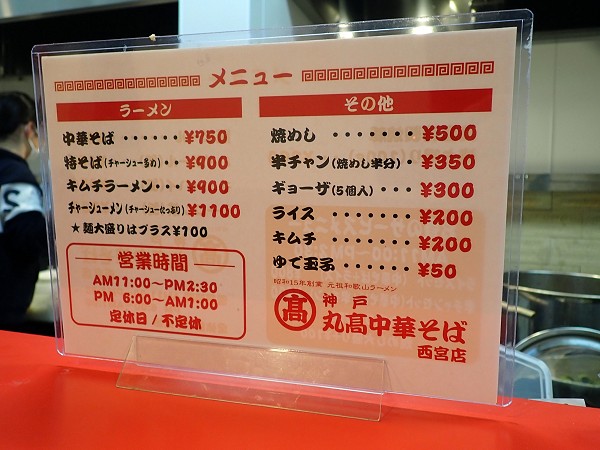 メニュー
ラーメン
中華そば ・・・・・・ ¥750
特そば(チャーシュー多め)・・ ¥900
キムチラーメン・・・ ¥900
チャーシューメン(チャーシューたっぷり) ¥1100
★麺大盛りはプラス¥100
営業時間
AM11:00〜PM2:30
PM 6:00〜AM1:00
定休日/不定休
その他
焼めし ・・・・・・・ ¥500
半チャン(焼めし半分)・ ¥350
ギョーザ(5個入)・・・ ¥300
ライス ・・・・・・・ ¥200
キムチ ・・・・・・・ ¥200
ゆで玉子 ・・・・・・ ¥50
昭和15年創業 元祖和歌山ラーメン
髙 神戸
丸髙中華そば
西宮店